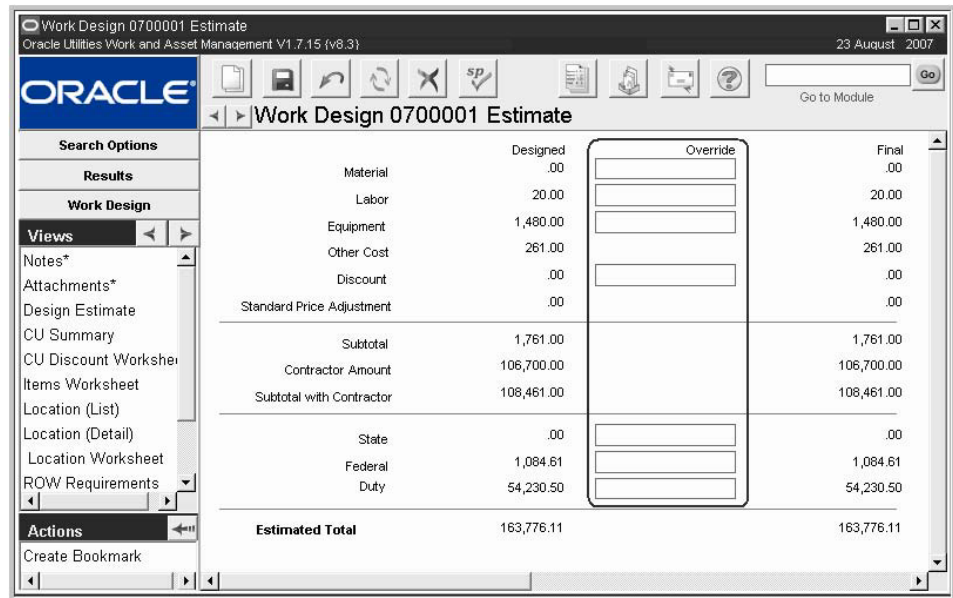 Work Design 0700001 Estimate
Oracle Utilities Work and Asset Management V1.7.15 (v8.3)
23 August 2007
ORACLE
sp
Go
Go to Module
Work Design 0700001 Estimate
Search Options
Results
Work Design
Views
Notes*
Attachments*
Design Estimate
CU Summary
CU Discount Workshe
Items Worksheet
Location (List)
Location (Detail)
Location Worksheet
ROW Requirements
Actions
Create Bookmark
Designed Override Final
Material .00 .00
Labor 20.00 20.00
Equipment 1,480.00 1,480.00
Other Cost 261.00 261.00
Discount .00 .00
Standard Price Adjustment .00 .00
Subtotal 1,761.00 1,761.00
Contractor Amount 106,700.00 106,700.00
Subtotal with Contractor 108,461.00 108,461.00
State .00 .00
Federal 1,084.61 1,084.61
Duty 54,230.50 54,230.50
Estimated Total 163,776.11 163,776.11